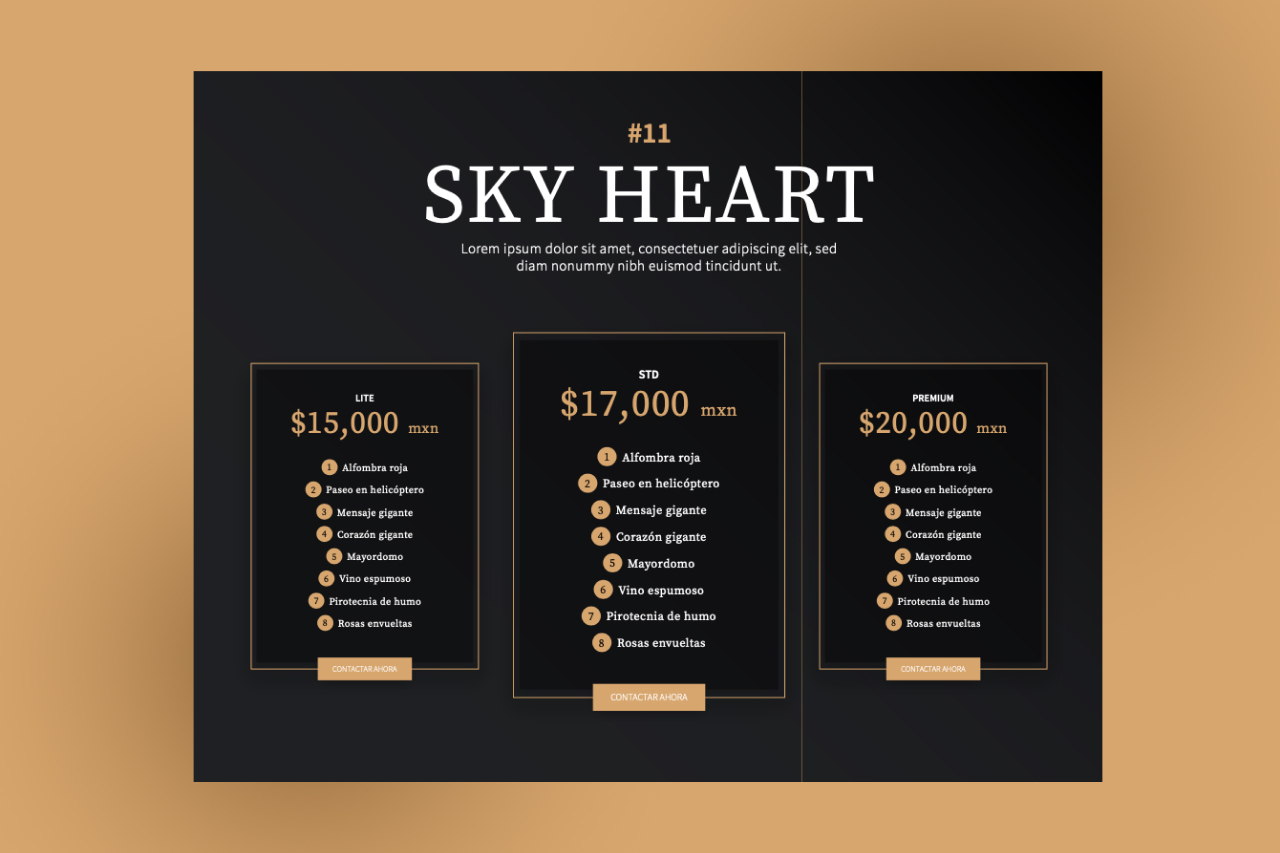 #11
SKY HEART
Lorem ipsum dolor sit amet, consectetuer adipiscing elit, sed
diam nonummy nibh euismod tincidunt ut.
LITE
$15,000 mxn
1 Alfombra roja
2 Paseo en helicóptero
3 Mensaje gigante
4 Corazón gigante
5 Mayordomo
6 Vino espumoso
7 Pirotecnia de humo
8 Rosas envueltas
CONTACTAR AHORA
STD
$17,000 mxn
1 Alfombra roja
2 Paseo en helicóptero
3 Mensaje gigante
4 Corazón gigante
5 Mayordomo
6 Vino espumoso
7 Pirotecnia de humo
8 Rosas envueltas
CONTACTAR AHORA
PREMIUM
$20,000 mxn
1 Alfombra roja
2 Paseo en helicóptero
3 Mensaje gigante
4 Corazón gigante
5 Mayordomo
6 Vino espumoso
7 Pirotecnia de humo
8 Rosas envueltas
CONTACTAR AHORA